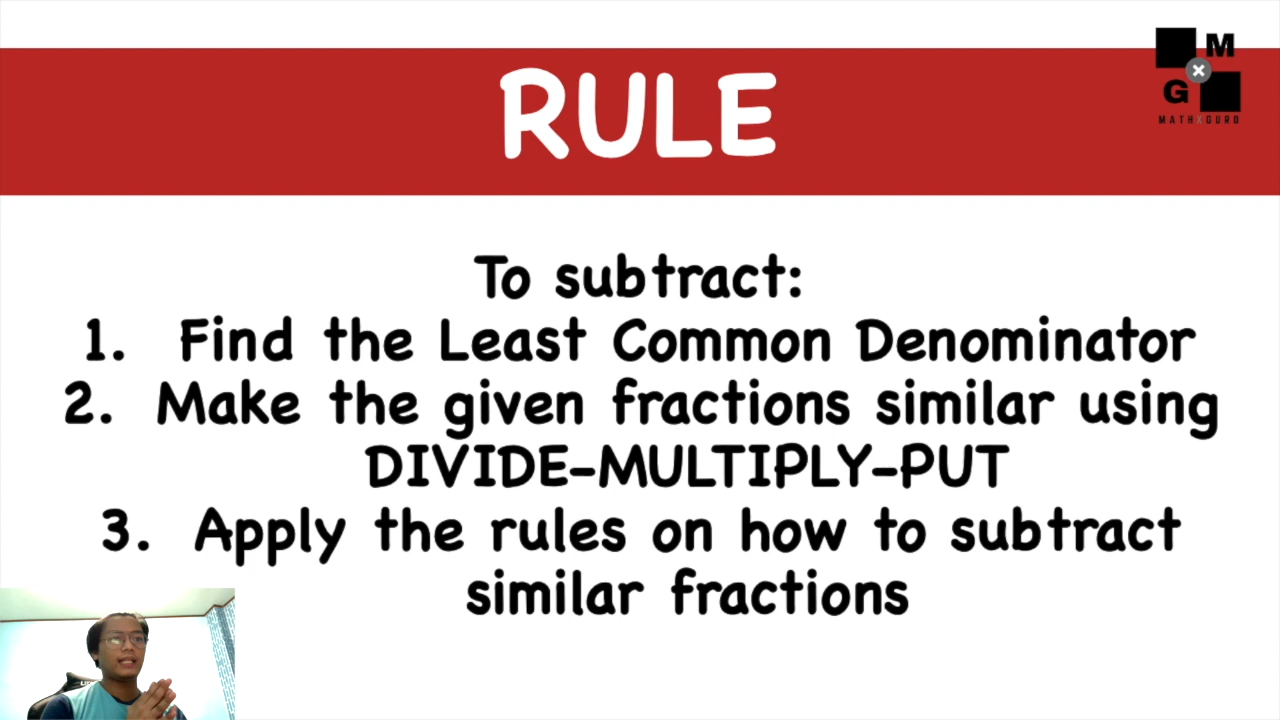 M
G
MATHXGURO
RULE
To subtract:
1. Find the Least Common Denominator
2. Make the given fractions similar using
DIVIDE-MULTIPLY-PUT
3. Apply the rules on how to subtract
similar fractions